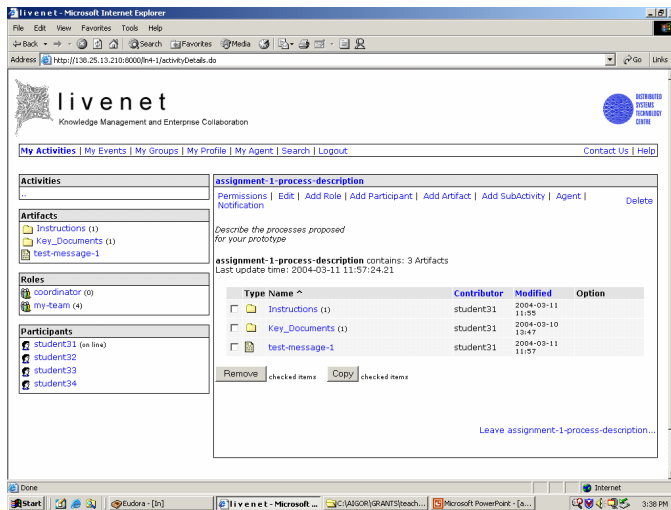 l i v e n e t - Microsoft Internet Explorer
File Edit View Favorites Tools Help
Back Search Favorites Media
Address http://138.25.13.210:8000/ln4-1/activityDetails.do Go Links
l i v e n e t
Knowledge Management and Enterprise Collaboration
DISTRIBUTED
SYSTEMS
TECHNOLOGY
CENTRE
My Activities | My Events | My Groups | My Profile | My Agent | Search | Logout Contact Us | Help
Activities
..
Artifacts
Instructions (1)
Key_Documents (1)
test-message-1
Roles
coordinator (0)
my-team (4)
Participants
student31 (on line)
student32
student33
student34
assignment-1-process-description
Permissions | Edit | Add Role | Add Participant | Add Artifact | Add SubActivity | Agent |
Notification
Delete
Describe the processes proposed
for your prototype
assignment-1-process-description contains: 3 Artifacts
Last update time: 2004-03-11 11:57:24.21
Type Name ^ Contributor Modified Option
Instructions (1) student31 2004-03-11 11:55
Key_Documents (1) student31 2004-03-10 13:47
test-message-1 student31 2004-03-11 11:57
Remove checked items Copy checked items
Leave assignment-1-process-description...
Done Internet
Start Eudora - [In] l i v e n e t - Microsoft ... C:\AIGOR\GRANTS\teach... Microsoft PowerPoint - [a... 3:38 PM